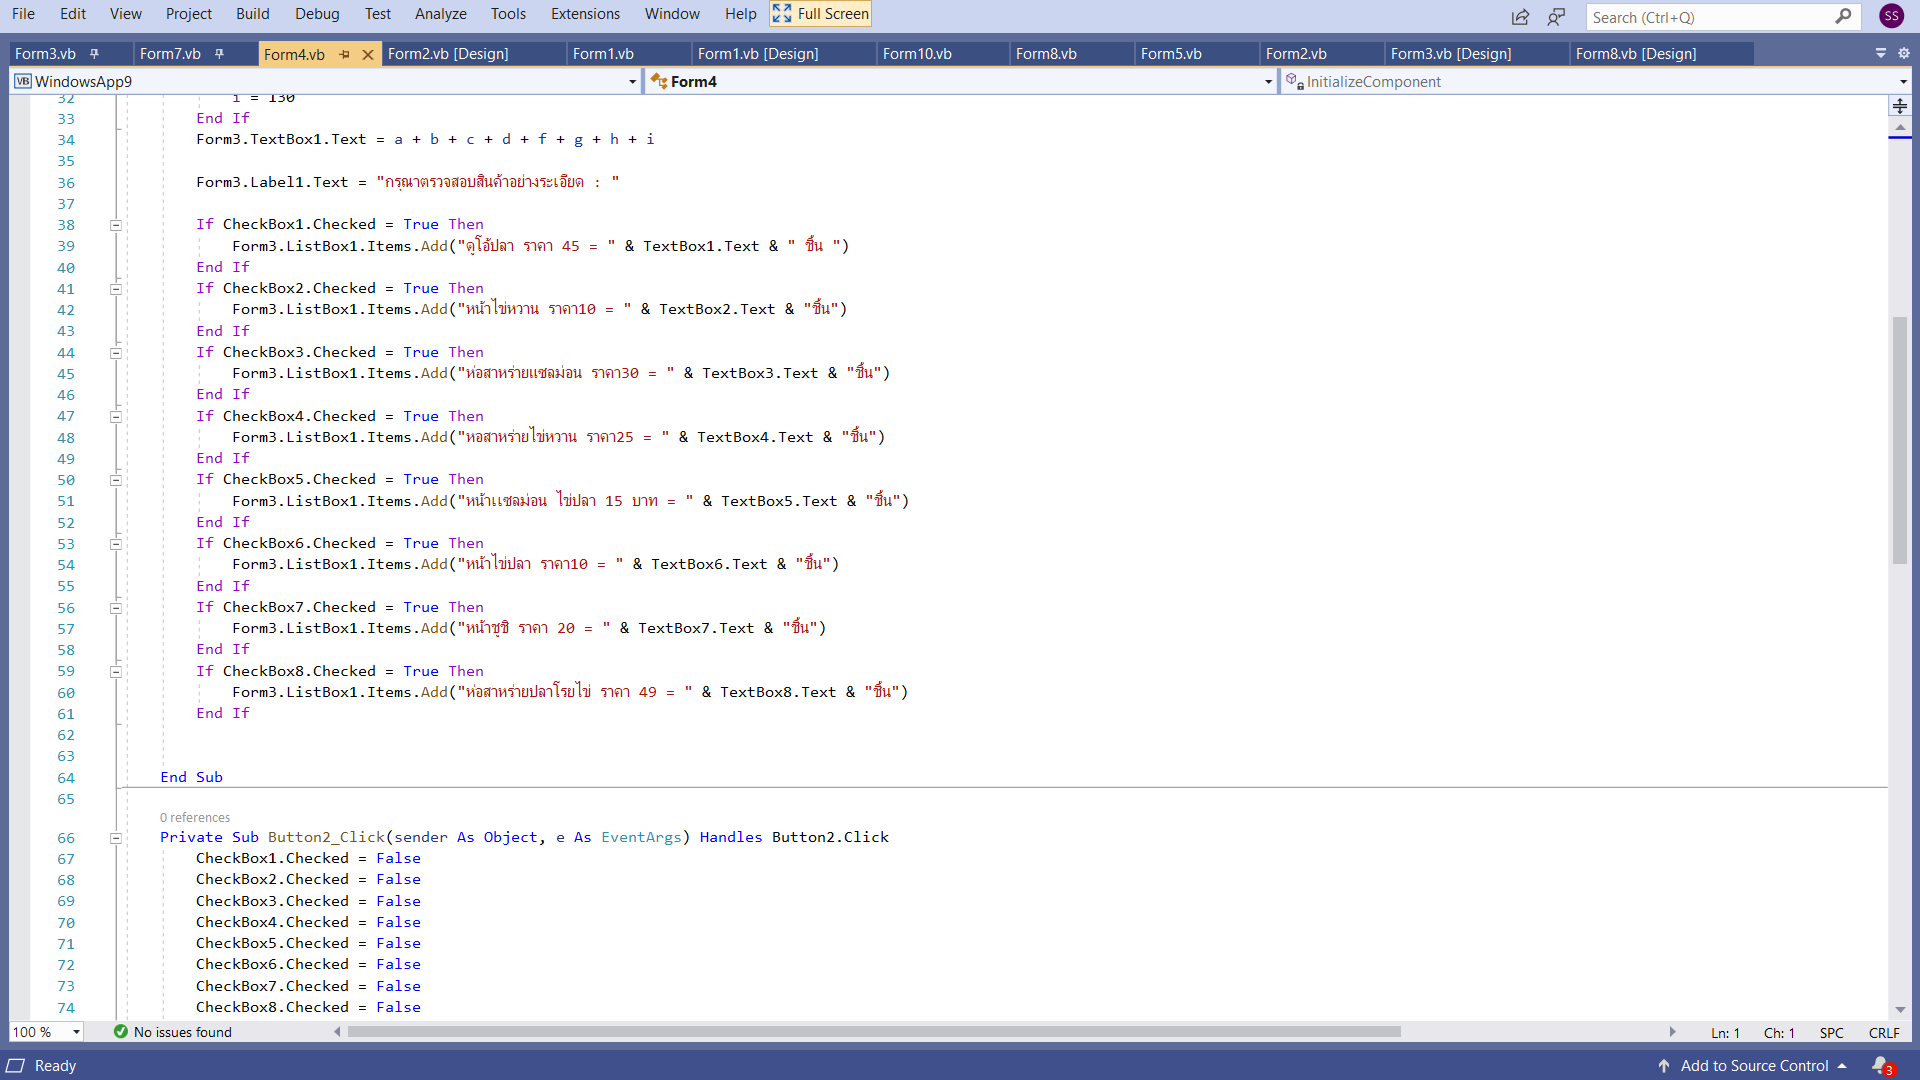 File Edit View Project Build Debug Test Analyze Tools Extensions Window Help Full Screen Search (Ctrl+Q) SS
Form3.vb Form7.vb Form4.vb Form2.vb [Design] Form1.vb Form1.vb [Design] Form10.vb Form8.vb Form5.vb Form2.vb Form3.vb [Design] Form8.vb [Design]
VB WindowsApp9 Form4 InitializeComponent
32 i = 130
33 End If
34 Form3.TextBox1.Text = a + b + c + d + f + g + h + i
35
36 Form3.Label1.Text = "กรุณาตรวจสอบสินค้าอย่างระเอียด : "
37
38 If CheckBox1.Checked = True Then
39 Form3.ListBox1.Items.Add("ดูโอ้ปลา ราคา 45 = " & TextBox1.Text & " ชิ้น ")
40 End If
41 If CheckBox2.Checked = True Then
42 Form3.ListBox1.Items.Add("หน้าไข่หวาน ราคา10 = " & TextBox2.Text & "ชิ้น")
43 End If
44 If CheckBox3.Checked = True Then
45 Form3.ListBox1.Items.Add("ห่อสาหร่ายแซลม่อน ราคา30 = " & TextBox3.Text & "ชิ้น")
46 End If
47 If CheckBox4.Checked = True Then
48 Form3.ListBox1.Items.Add("หอสาหร่ายไข่หวาน ราคา25 = " & TextBox4.Text & "ชิ้น")
49 End If
50 If CheckBox5.Checked = True Then
51 Form3.ListBox1.Items.Add("หน้าแซลม่อน ไข่ปลา 15 บาท = " & TextBox5.Text & "ชิ้น")
52 End If
53 If CheckBox6.Checked = True Then
54 Form3.ListBox1.Items.Add("หน้าไข่ปลา ราคา10 = " & TextBox6.Text & "ชิ้น")
55 End If
56 If CheckBox7.Checked = True Then
57 Form3.ListBox1.Items.Add("หน้าชูชิ ราคา 20 = " & TextBox7.Text & "ชิ้น")
58 End If
59 If CheckBox8.Checked = True Then
60 Form3.ListBox1.Items.Add("ห่อสาหร่ายปลาโรยไข่ ราคา 49 = " & TextBox8.Text & "ชิ้น")
61 End If
62
63
64 End Sub
65
0 references
66 Private Sub Button2_Click(sender As Object, e As EventArgs) Handles Button2.Click
67 CheckBox1.Checked = False
68 CheckBox2.Checked = False
69 CheckBox3.Checked = False
70 CheckBox4.Checked = False
71 CheckBox5.Checked = False
72 CheckBox6.Checked = False
73 CheckBox7.Checked = False
74 CheckBox8.Checked = False
100 % No issues found Ln: 1 Ch: 1 SPC CRLF
Ready Add to Source Control 3